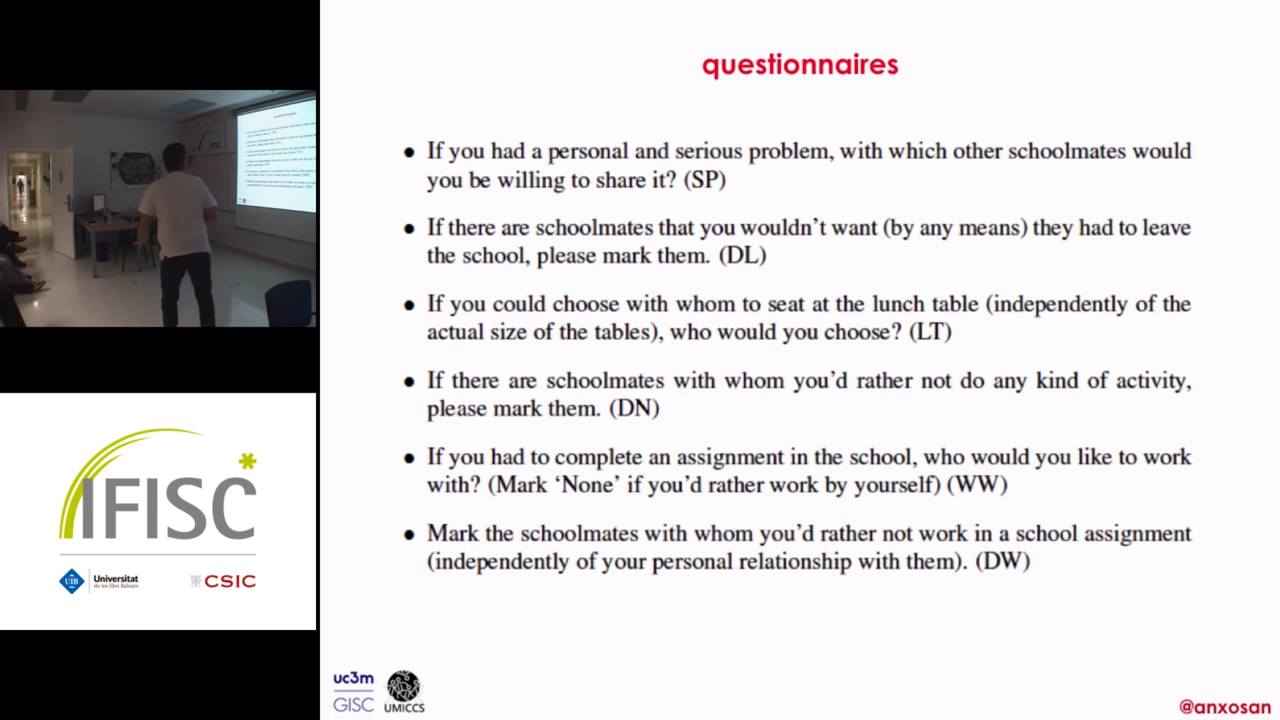 questionnaires
• If you had a personal and serious problem, with which other schoolmates would
you be willing to share it? (SP)
• If there are schoolmates that you wouldn't want (by any means) they had to leave
the school, please mark them. (DL)
• If you could choose with whom to seat at the lunch table (independently of the
actual size of the tables), who would you choose? (LT)
• If there are schoolmates with whom you'd rather not do any kind of activity,
please mark them. (DN)
• If you had to complete an assignment in the school, who would you like to work
with? (Mark 'None' if you'd rather work by yourself) (WW)
• Mark the schoolmates with whom you'd rather not work in a school assignment
(independently of your personal relationship with them). (DW)
IFISC
UIB
Universitat
de les Illes Balears
CSIC
uc3m
GISC
UMICCS
@anxosan